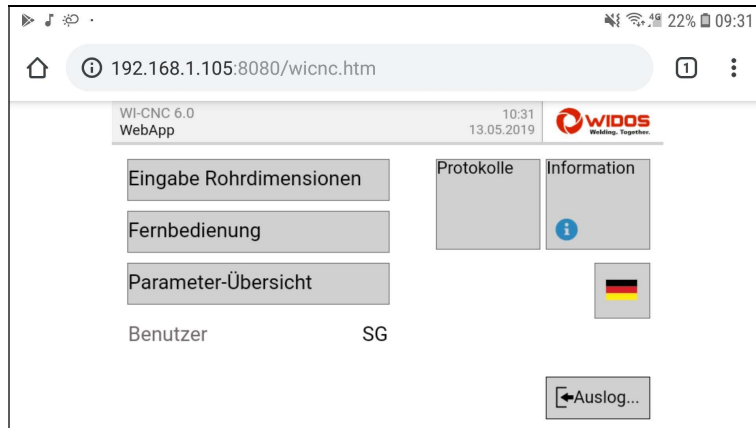 4G 22% 09:31
192.168.1.105:8080/wicnc.htm 1
WI-CNC 6.0
WebApp
10:31
13.05.2019
WIDOS
Welding. Together.
Eingabe Rohrdimensionen
Protokolle
Information
Fernbedienung
Parameter-Übersicht
Benutzer SG
Auslog...